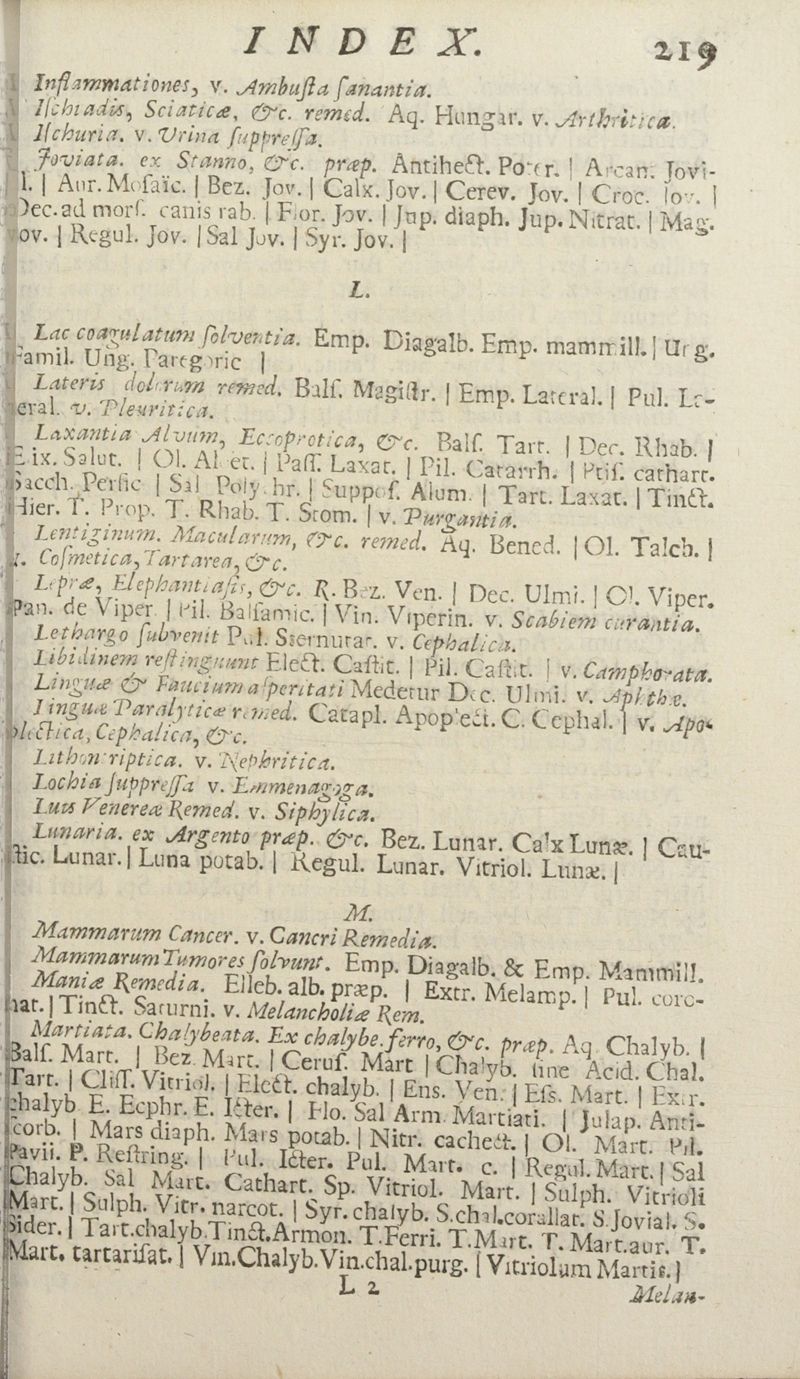 INDEX. 219
Inflammationes, v. Ambuſta ſanantia.
Iſchiadis, Sciaticæ, &c. remed. Aq. Hungar. v. Arthritica.
Iſchuria. v. Urina ſuppreſſa.
Joviata. ex Stanno, &c. præp. Antihect. Poter. | Arcan. Jovi-
l. | Aur. Moſaic. | Bez. Jov. | Calx. Jov. | Cerev. Jov. | Croc. Jov. |
Dec. ad morſ. canis rab. | Flor. Jov. | Jup. diaph. Jup. Nitrat. | Mag.
ov. | Regul. Jov. | Sal Jov. | Syr. Jov. |
L.
Lac coagulatum ſolventia. Emp. Diagalb. Emp. mammill. | Urg.
amil. Ung. Paregoric |
Lateris dolorum remed. Balſ. Magiſtr. | Emp. Lateral. | Pul. La-
eral. v. Pleuritica.
Laxantia Alvum, Eccoprotica, &c. Balſ. Tart. | Dec. Rhab. |
Elix. Salut. | Ol. Al et. | Paſſ. Laxat. | Pil. Catarrh. | Ptiſ. cathart.
Sacch. Perſic | Sal Poly hr. | Suppoſ. Alum. | Tart. Laxat. | Tinct.
Hier. T. Prop. T. Rhab. T. Stom. | v. Purgantia.
Lentiginum. Macularum, &c. remed. Aq. Bened. | Ol. Talcb. |
v. Coſmetica, Tartarea, &c.
Lepræ, Elephantiaſis, &c. R. Bez. Ven. | Dec. Ulmi. | Ol. Viper.
Pan. de Viper. | Pil. Balſamic. | Vin. Viperin. v. Scabiem curantia.
Lethargo ſubvenit Pul. Sternutar. v. Cephalica.
Libidinem reſtinguunt Elect. Caſtit. | Pil. Caſtit. | v. Camphorata.
Linguæ & Faucium aſperitati Medetur Dec. Ulmi. v. Aphthæ.
Linguæ Paralyticæ remed. Catapl. Apoplect. C. Cephal. | v. Apo-
plectica, Cephalica, &c.
Lithontriptica. v. Nephritica.
Lochia ſuppreſſa v. Emmenagoga.
Luis Venereæ Remed. v. Siphylica.
Lunaria. ex Argento præp. &c. Bez. Lunar. Calx Lunæ. | Cau-
tic. Lunar. | Luna potab. | Regul. Lunar. Vitriol. Lunæ. |
M.
Mammarum Cancer. v. Cancri Remedia.
Mammarum Tumores ſolvunt. Emp. Diagalb. & Emp. Mammill.
Maniæ Remedia. Elleb. alb. præp. | Extr. Melamp. | Pul. coro-
nat. | Tinct. Saturni. v. Melancholiæ Rem.
Martiata. Chalybeata. Ex chalybe. ferro, &c. præp. Aq. Chalyb. |
Balſ. Mart. | Bez Mart. | Ceruſ. Mart | Chalyb. ſine Acid. Chal.
Tart. | Cliſſ. Vitriol. | Elect. chalyb. | Ens. Ven. | Eſs. Mart. | Extr.
chalyb E. Ecphr. E. Icter. | Flo. Sal Arm. Martiati. | Julap. Anti-
ſcorb. | Mars diaph. Mars potab. | Nitr. cachect. | Ol. Mart. Pil.
Pavii. P. Reſtring. | Pul. Icter. Pul. Mart. c. | Regul. Mart. | Sal
Chalyb. Sal Mart. Cathart. Sp. Vitriol. Mart. | Sulph. Vitrioli
Mart. | Sulph. Vitr. narcot. | Syr. chalyb. S. chal. corallat. S Jovial. S.
Sider. | Tart. chalyb. Tinct. Armon. T. Ferri. T. Mart. T. Mart. aur. T.
Mart. tartariſat. | Vin. Chalyb. Vin. chal. purg. | Vitriolum Martis. |
L 2 Melan-